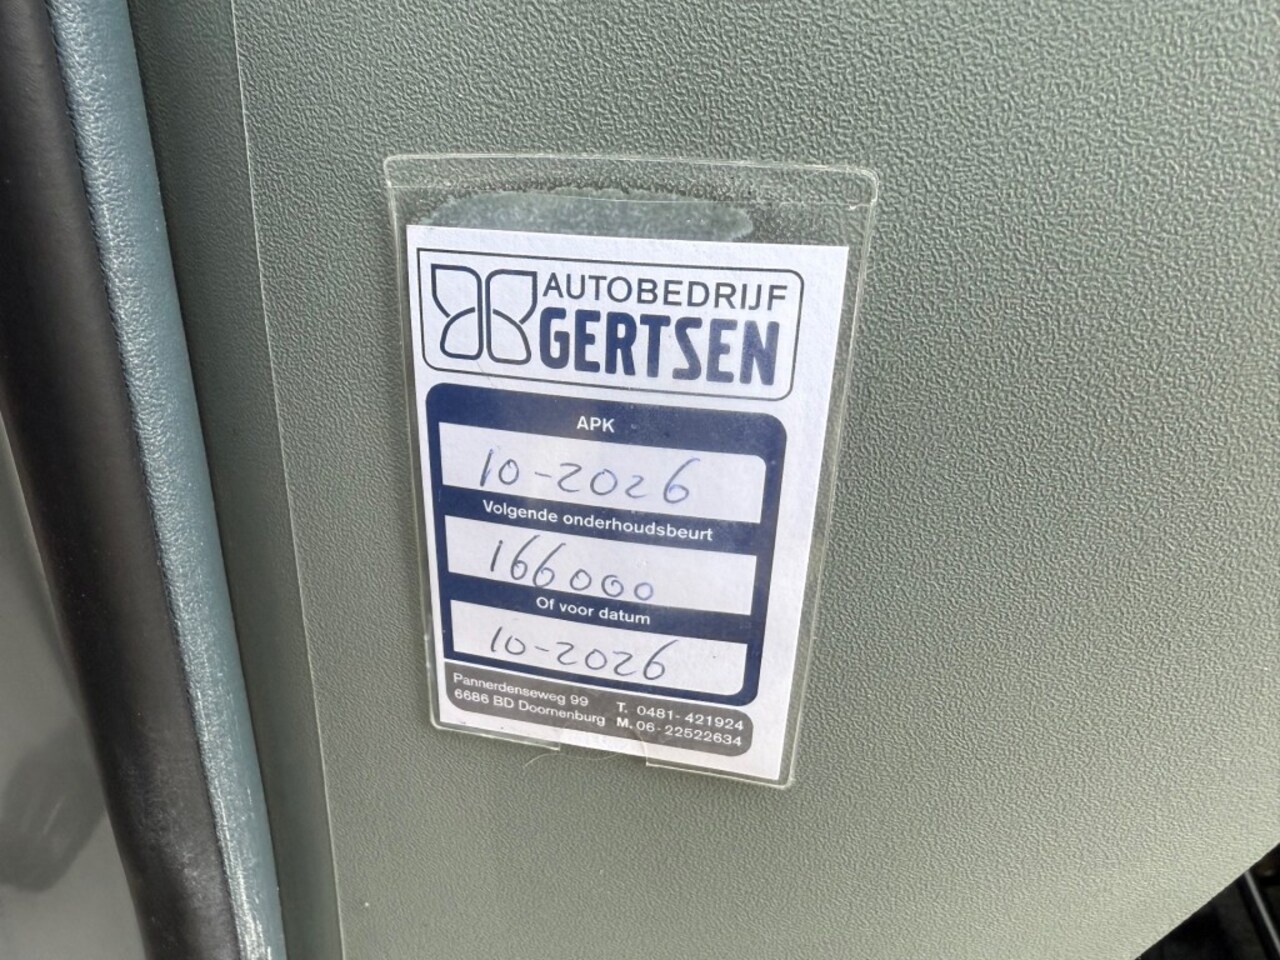 AUTOBEDRIJF
GERTSEN
APK
10-2026
Volgende onderhoudsbeurt
166000
Of voor datum
10-2026
Pannerdenseweg 99 T. 0481-421924
6686 BD Doornenburg M. 06-22522634